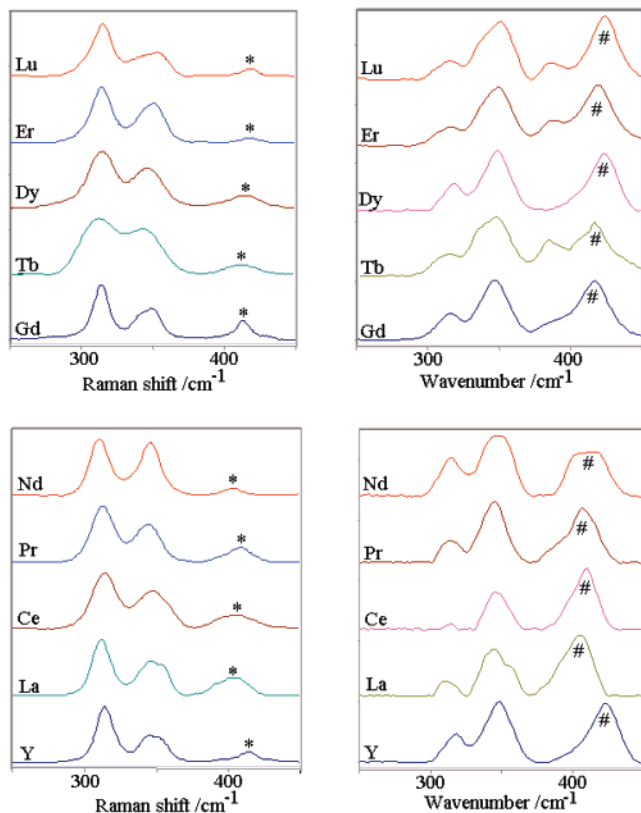 Lu
*
Er
*
Dy
*
Tb
*
Gd
*
300
400
Raman shift /cm-1
Lu
#
Er
#
Dy
#
Tb
#
Gd
#
300
400
Wavenumber /cm-1
Nd
*
Pr
*
Ce
*
La
*
Y
*
300
400
Raman shift /cm-1
Nd
#
Pr
#
Ce
#
La
#
Y
#
300
400
Wavenumber /cm-1